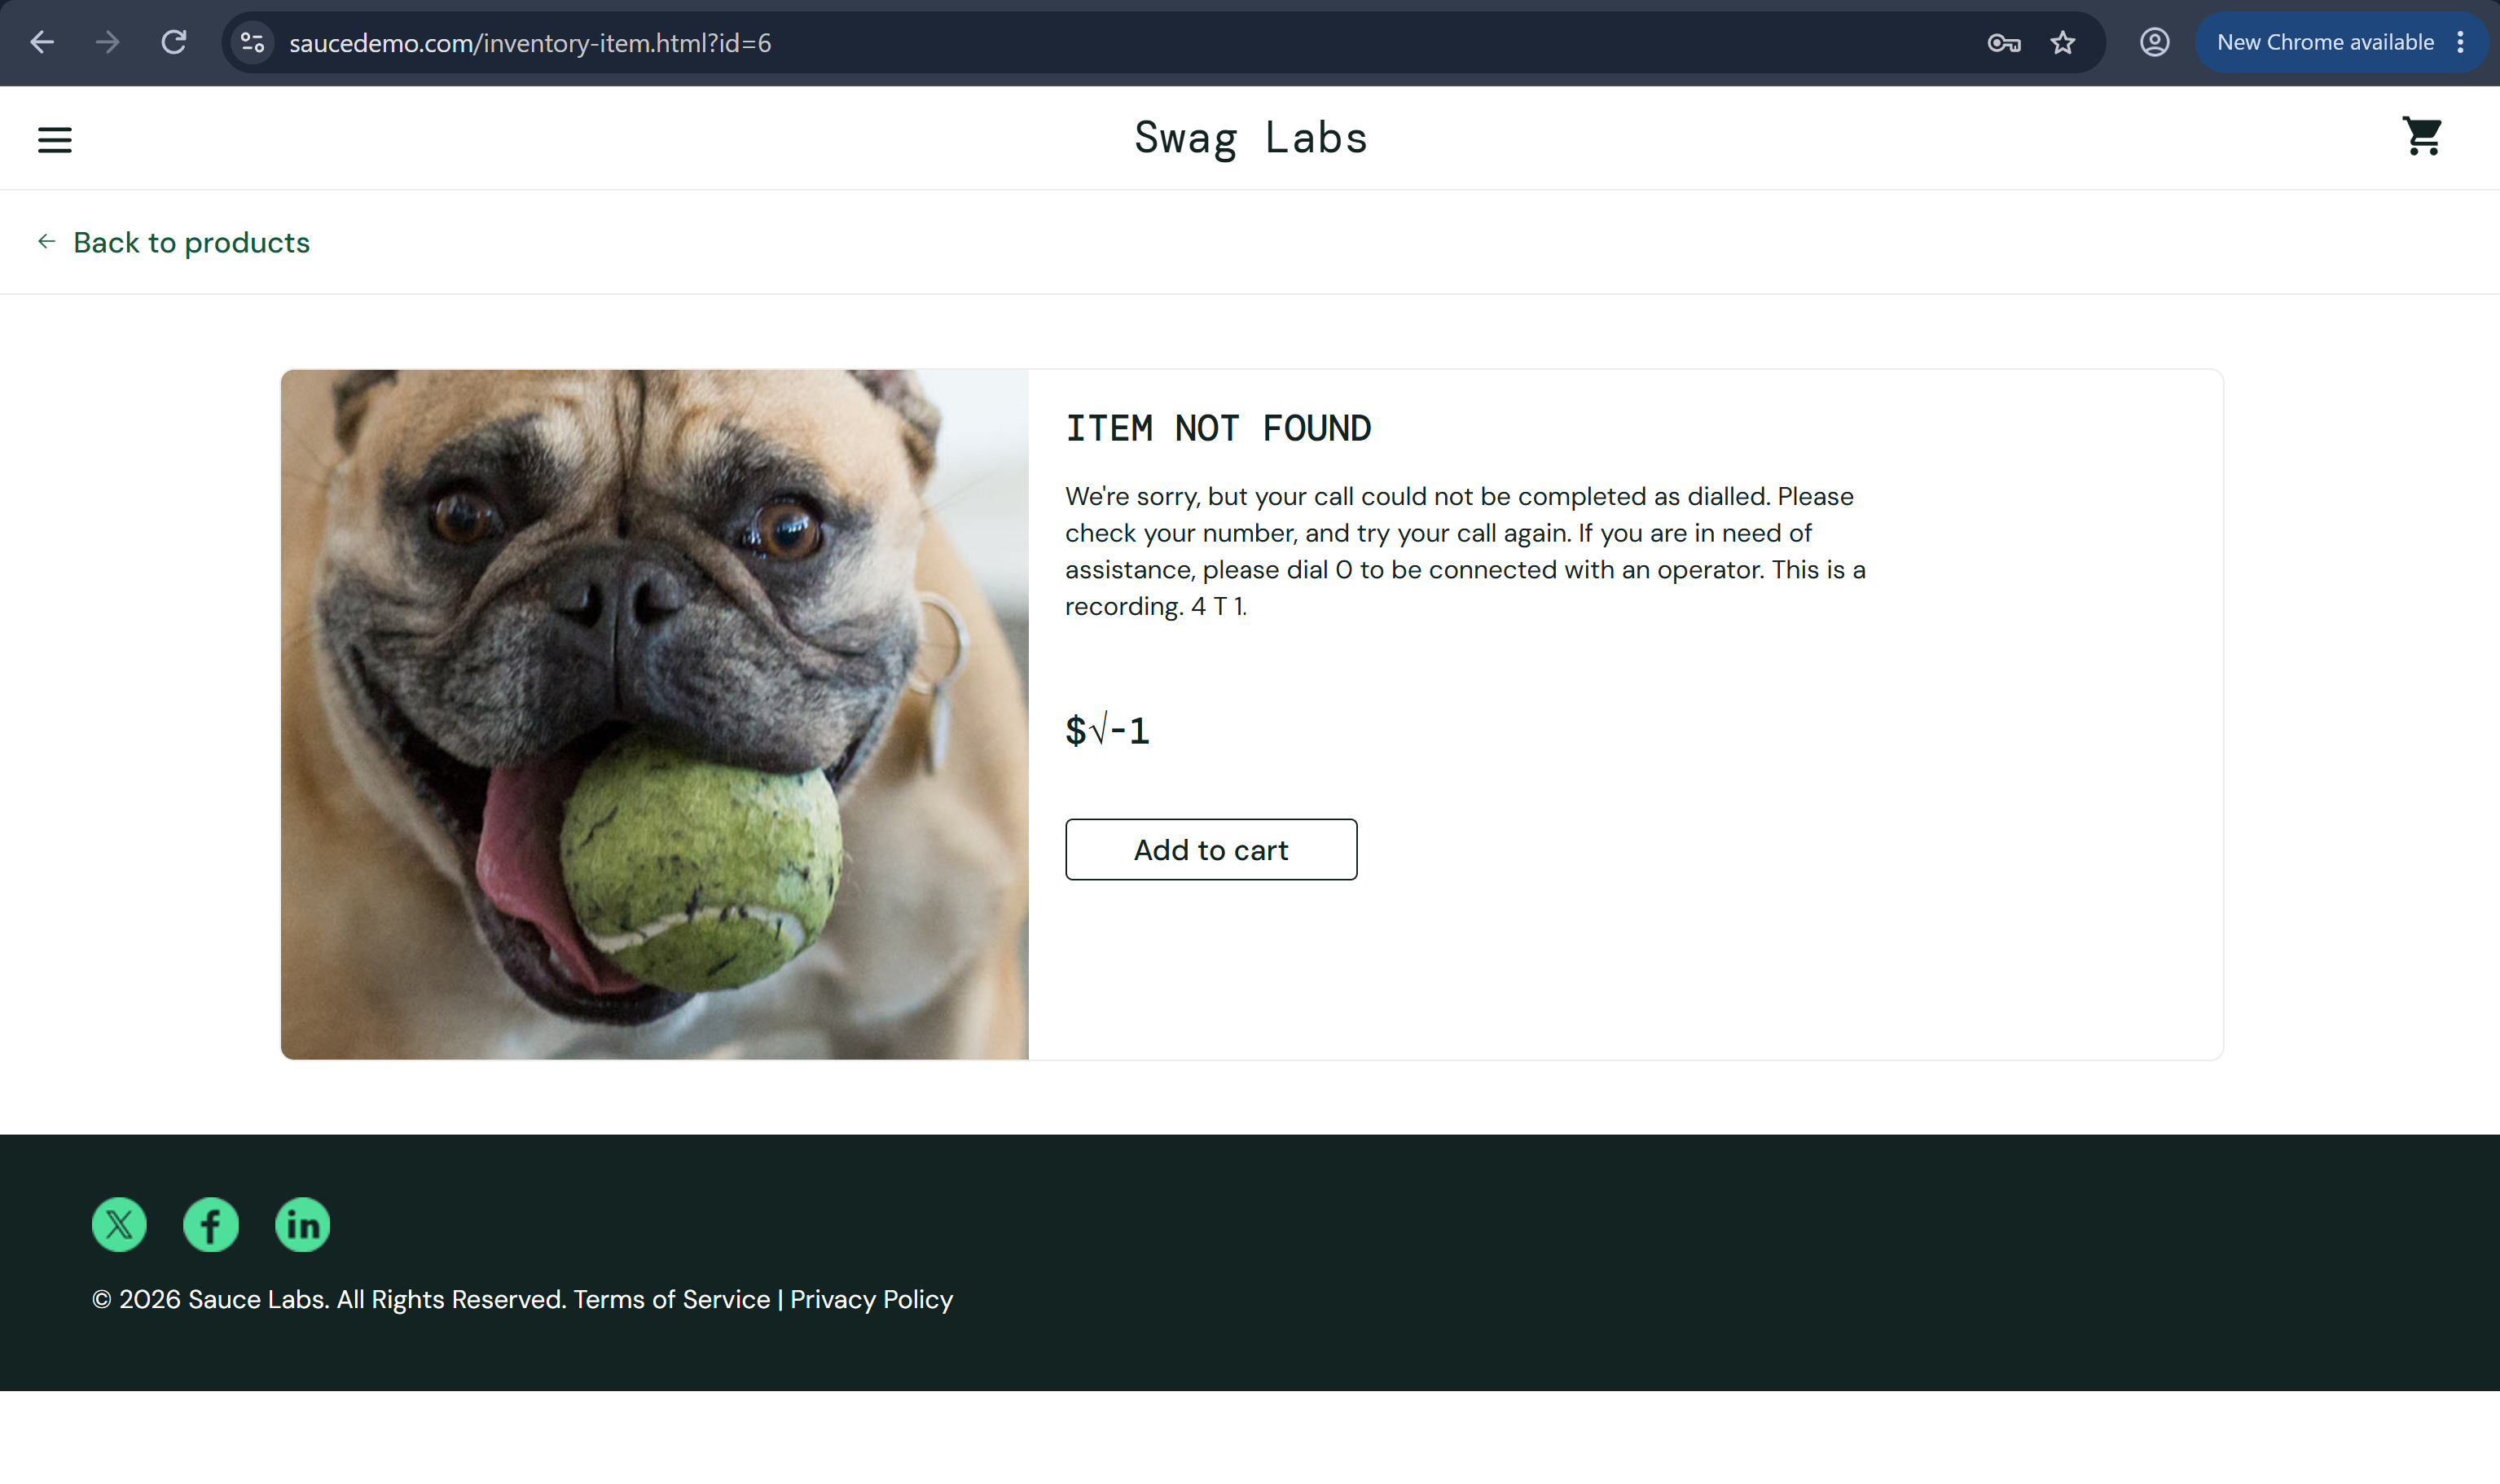 saucedemo.com/inventory-item.html?id=6
New Chrome available
Swag Labs
Back to products
ITEM NOT FOUND
We're sorry, but your call could not be completed as dialled. Please
check your number, and try your call again. If you are in need of
assistance, please dial 0 to be connected with an operator. This is a
recording. 4 T 1.
$√-1
Add to cart
X f in
© 2026 Sauce Labs. All Rights Reserved. Terms of Service | Privacy Policy